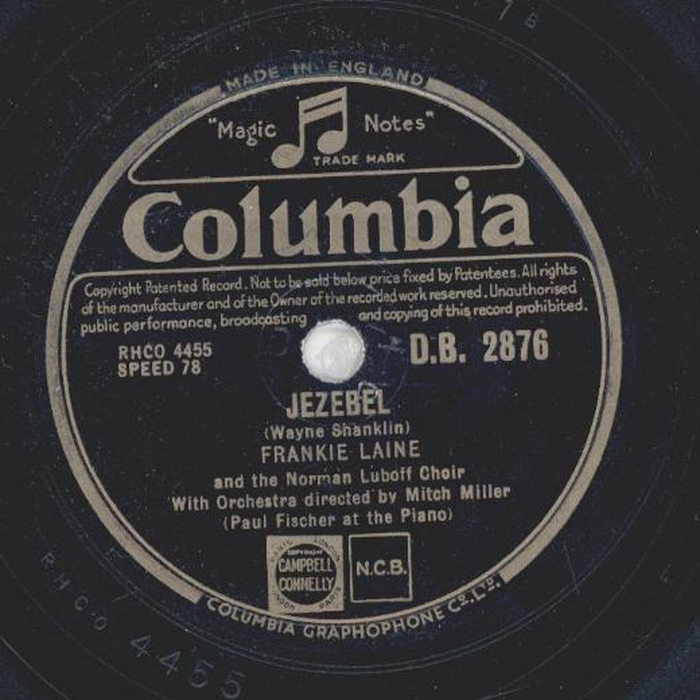 7 B
MADE IN ENGLAND
"Magic Notes"
TRADE MARK
Columbia
Copyright Patented Record. Not to be sold below price fixed by Patentees. All rights
of the manufacturer and of the Owner of the recorded work reserved. Unauthorised
public performance, broadcasting and copying of this record prohibited.
RHCO 4455
SPEED 78
D.B. 2876
JEZEBEL
(Wayne Shanklin)
FRANKIE LAINE
and the Norman Luboff Choir
With Orchestra directed by Mitch Miller
(Paul Fischer at the Piano)
COPYRIGHT
CAMPBELL
CONNELLY
N.C.B.
COLUMBIA GRAPHOPHONE Co. LTD.
RHCO 4455